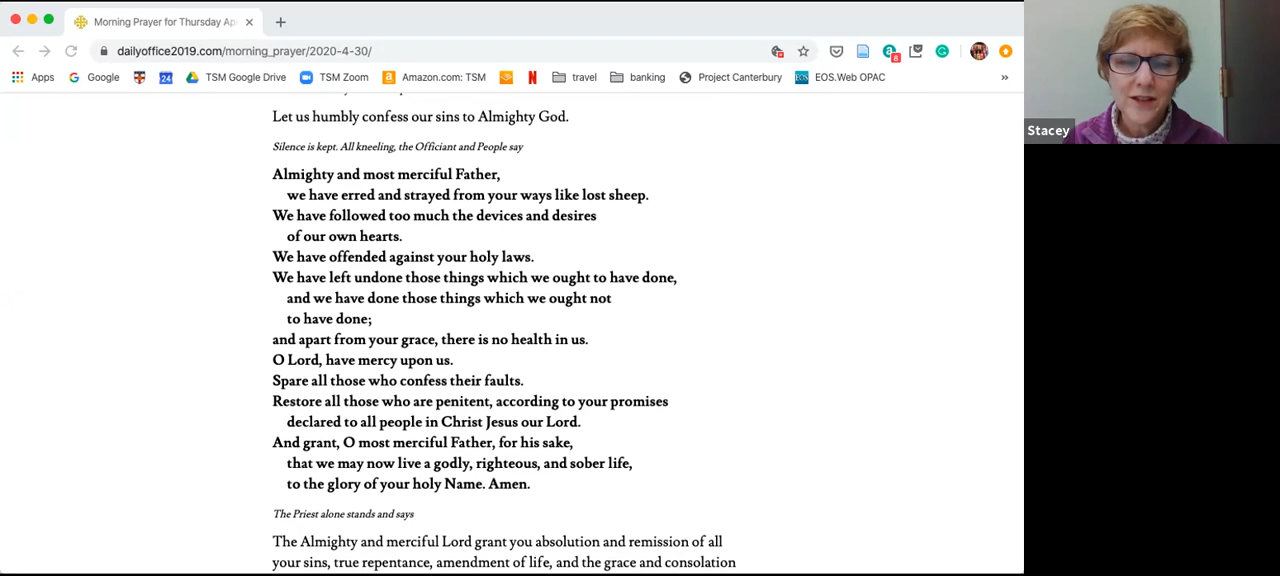 Morning Prayer for Thursday Ap
dailyoffice2019.com/morning_prayer/2020-4-30/
Apps
Google
24
TSM Google Drive
TSM Zoom
a
Amazon.com: TSM
N
travel
banking
Project Canterbury
EOS
EOS.Web OPAC
»
Stacey
Let us humbly confess our sins to Almighty God.
Silence is kept. All kneeling, the Officiant and People say
Almighty and most merciful Father,
we have erred and strayed from your ways like lost sheep.
We have followed too much the devices and desires
of our own hearts.
We have offended against your holy laws.
We have left undone those things which we ought to have done,
and we have done those things which we ought not
to have done;
and apart from your grace, there is no health in us.
O Lord, have mercy upon us.
Spare all those who confess their faults.
Restore all those who are penitent, according to your promises
declared to all people in Christ Jesus our Lord.
And grant, O most merciful Father, for his sake,
that we may now live a godly, righteous, and sober life,
to the glory of your holy Name. Amen.
The Priest alone stands and says
The Almighty and merciful Lord grant you absolution and remission of all
your sins, true repentance, amendment of life, and the grace and consolation